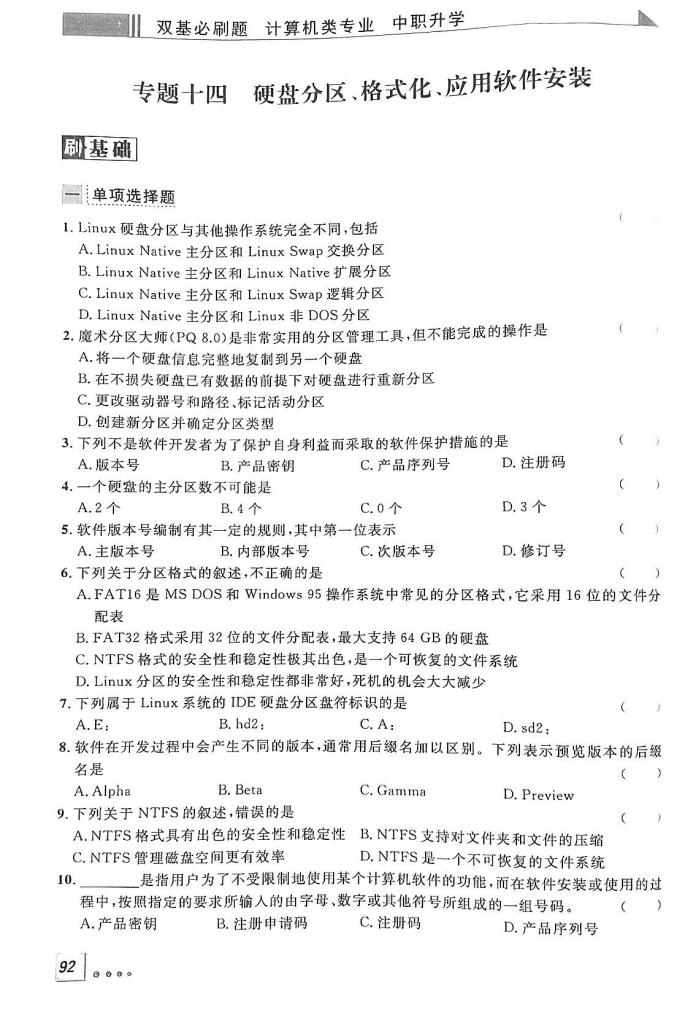 双基必刷题 计算机类专业 中职升学
专题十四 硬盘分区、格式化、应用软件安装
刷基础
一 单项选择题
1. Linux 硬盘分区与其他操作系统完全不同,包括 ( )
A. Linux Native 主分区和 Linux Swap 交换分区
B. Linux Native 主分区和 Linux Native 扩展分区
C. Linux Native 主分区和 Linux Swap 逻辑分区
D. Linux Native 主分区和 Linux 非 DOS 分区
2. 魔术分区大师(PQ 8.0)是非常实用的分区管理工具,但不能完成的操作是 ( )
A. 将一个硬盘信息完整地复制到另一个硬盘
B. 在不损失硬盘已有数据的前提下对硬盘进行重新分区
C. 更改驱动器号和路径、标记活动分区
D. 创建新分区并确定分区类型
3. 下列不是软件开发者为了保护自身利益而采取的软件保护措施的是 ( )
A. 版本号 B. 产品密钥 C. 产品序列号 D. 注册码
4. 一个硬盘的主分区数不可能是 ( )
A. 2 个 B. 4 个 C. 0 个 D. 3 个
5. 软件版本号编制有其一定的规则,其中第一位表示 ( )
A. 主版本号 B. 内部版本号 C. 次版本号 D. 修订号
6. 下列关于分区格式的叙述,不正确的是 ( )
A. FAT16 是 MS DOS 和 Windows 95 操作系统中常见的分区格式,它采用 16 位的文件分
配表
B. FAT32 格式采用 32 位的文件分配表,最大支持 64 GB 的硬盘
C. NTFS 格式的安全性和稳定性极其出色,是一个可恢复的文件系统
D. Linux 分区的安全性和稳定性都非常好,死机的机会大大减少
7. 下列属于 Linux 系统的 IDE 硬盘分区盘符标识的是 ( )
A. E: B. hd2: C. A: D. sd2:
8. 软件在开发过程中会产生不同的版本,通常用后缀名加以区别。下列表示预览版本的后缀
名是 ( )
A. Alpha B. Beta C. Gamma D. Preview
9. 下列关于 NTFS 的叙述,错误的是 ( )
A. NTFS 格式具有出色的安全性和稳定性 B. NTFS 支持对文件夹和文件的压缩
C. NTFS 管理磁盘空间更有效率 D. NTFS 是一个不可恢复的文件系统
10. ______是指用户为了不受限制地使用某个计算机软件的功能,而在软件安装或使用的过
程中,按照指定的要求所输入的由字母、数字或其他符号所组成的一组号码。 ( )
A. 产品密钥 B. 注册申请码 C. 注册码 D. 产品序列号
92